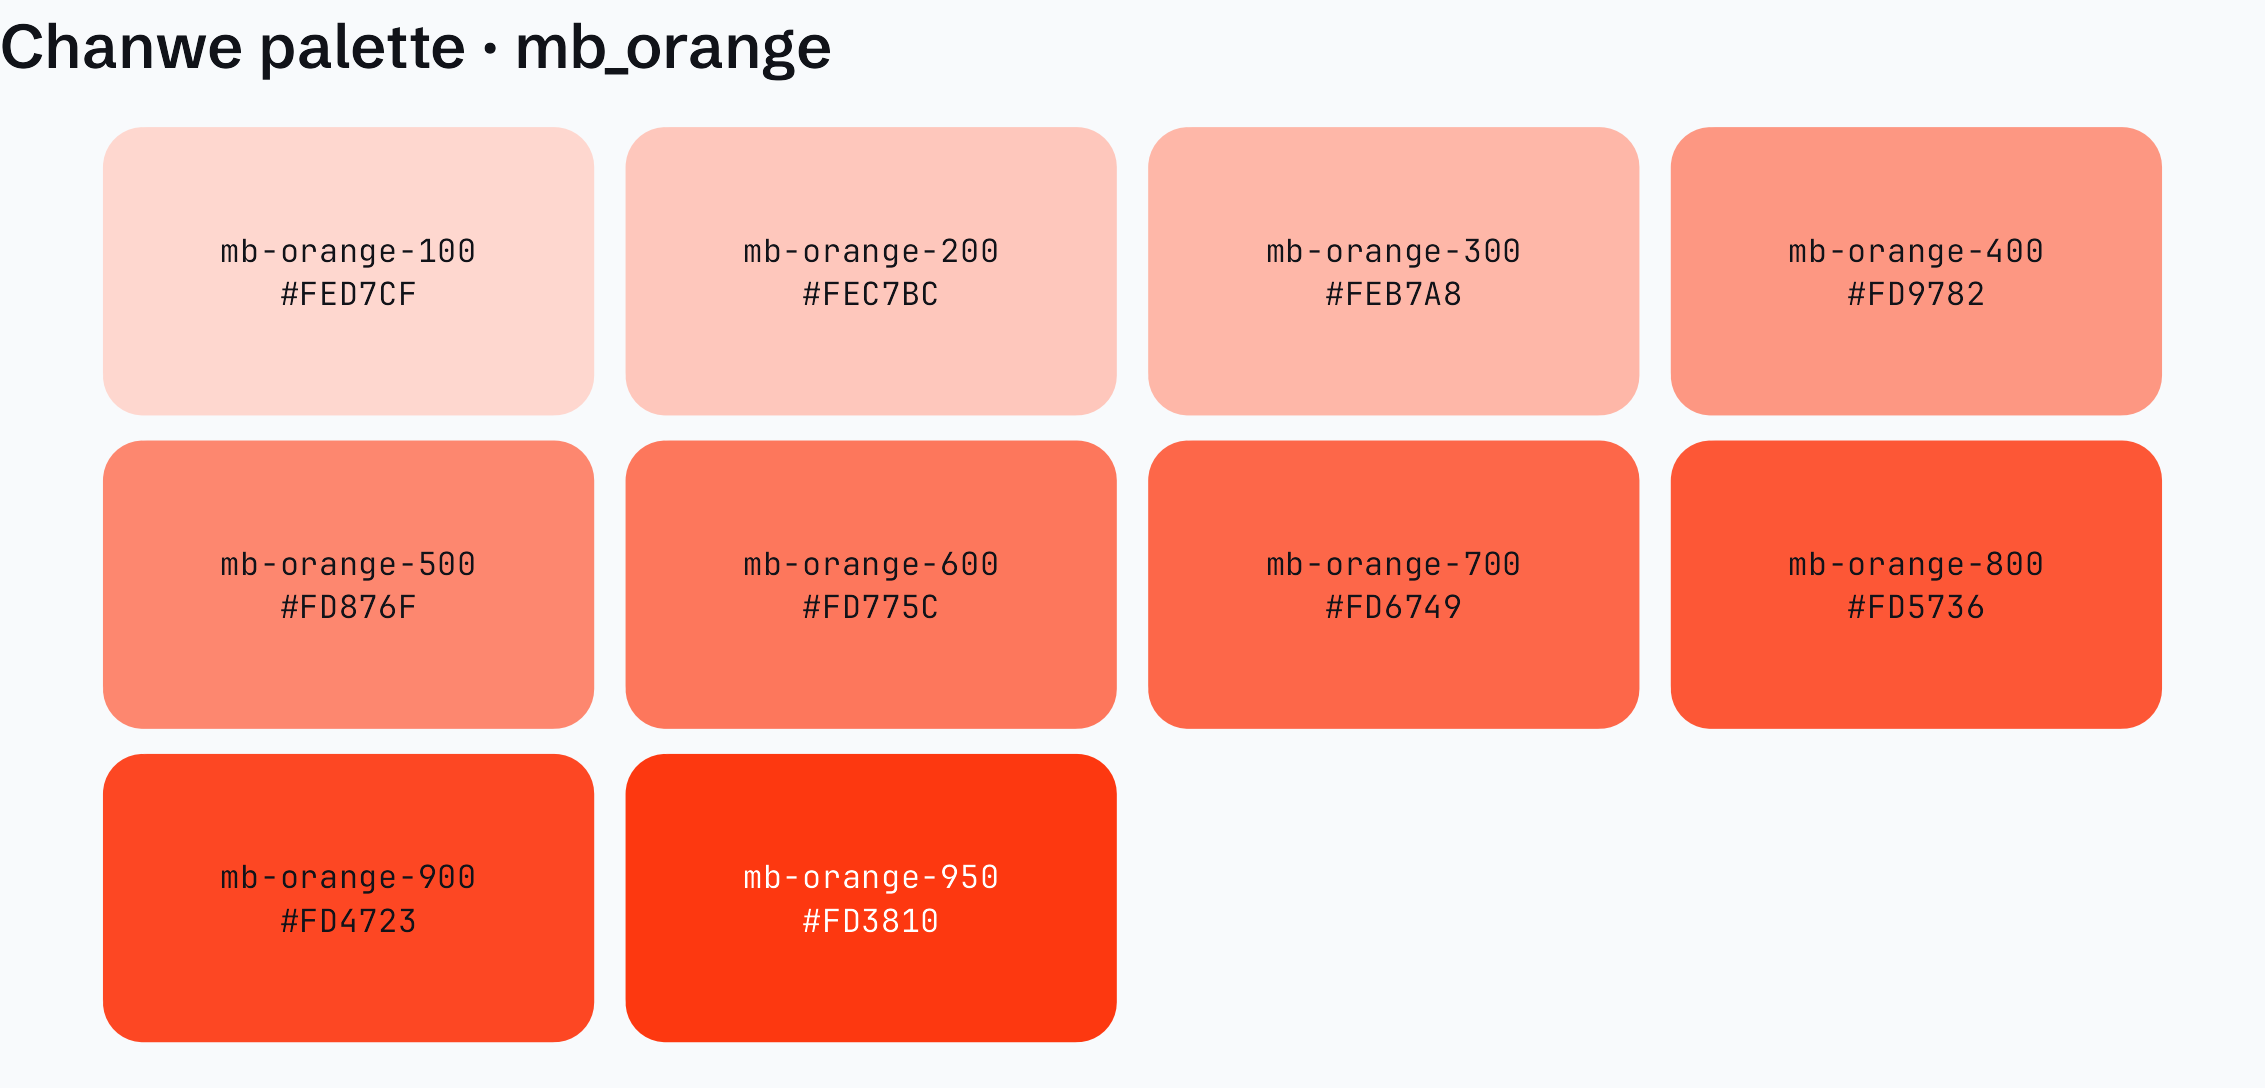 Chanwe palette · mb_orange
mb-orange-100
#FED7CF
mb-orange-200
#FEC7BC
mb-orange-300
#FEB7A8
mb-orange-400
#FD9782
mb-orange-500
#FD876F
mb-orange-600
#FD775C
mb-orange-700
#FD6749
mb-orange-800
#FD5736
mb-orange-900
#FD4723
mb-orange-950
#FD3810